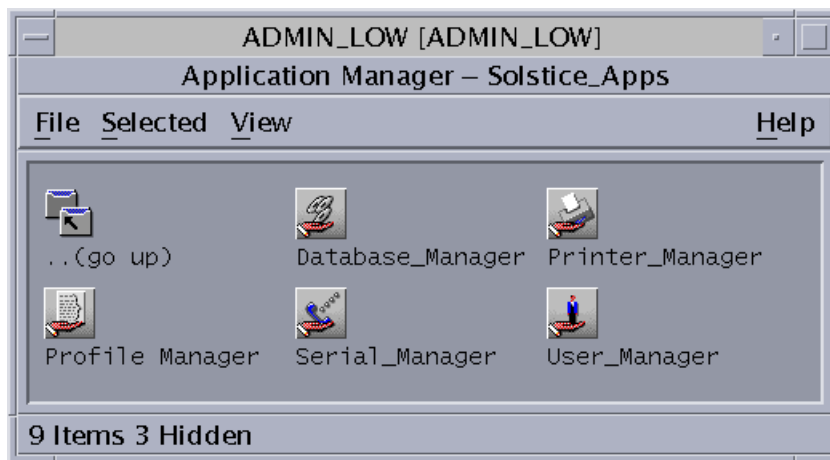 ADMIN_LOW [ADMIN_LOW]
Application Manager – Solstice_Apps
File Selected View Help
..(go up) Database_Manager Printer_Manager
Profile Manager Serial_Manager User_Manager
9 Items 3 Hidden